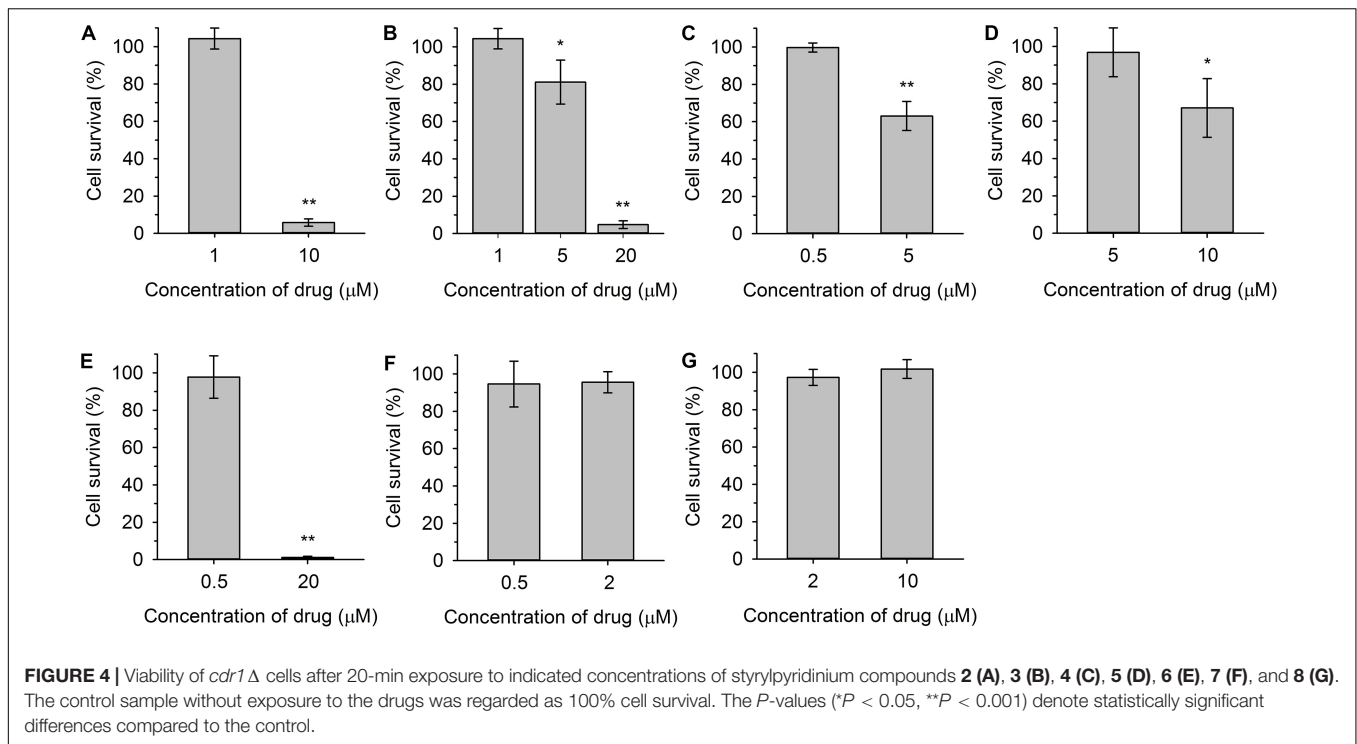 A
B
C
D
Cell survival (%)
100
80
60
40
20
0
**
1
10
Concentration of drug (μM)
Cell survival (%)
100
80
60
40
20
0
*
**
1
5
20
Concentration of drug (μM)
Cell survival (%)
100
80
60
40
20
0
**
0.5
5
Concentration of drug (μM)
Cell survival (%)
100
80
60
40
20
0
*
5
10
Concentration of drug (μM)
E
F
G
Cell survival (%)
100
80
60
40
20
0
**
0.5
20
Concentration of drug (μM)
Cell survival (%)
100
80
60
40
20
0
0.5
2
Concentration of drug (μM)
Cell survival (%)
100
80
60
40
20
0
2
10
Concentration of drug (μM)
FIGURE 4 | Viability of cdr1Δ cells after 20-min exposure to indicated concentrations of styrylpyridinium compounds 2 (A), 3 (B), 4 (C), 5 (D), 6 (E), 7 (F), and 8 (G).
The control sample without exposure to the drugs was regarded as 100% cell survival. The P-values (*P < 0.05, **P < 0.001) denote statistically significant
differences compared to the control.